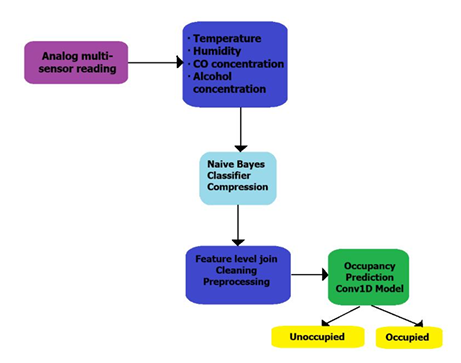 Analog multi-
sensor reading
· Temperature
· Humidity
· CO concentration
· Alcohol
concentration
Naive Bayes
Classifier
Compression
Feature level join
Cleaning
Preprocessing
Occupancy
Prediction
Conv1D Model
Unoccupied
Occupied